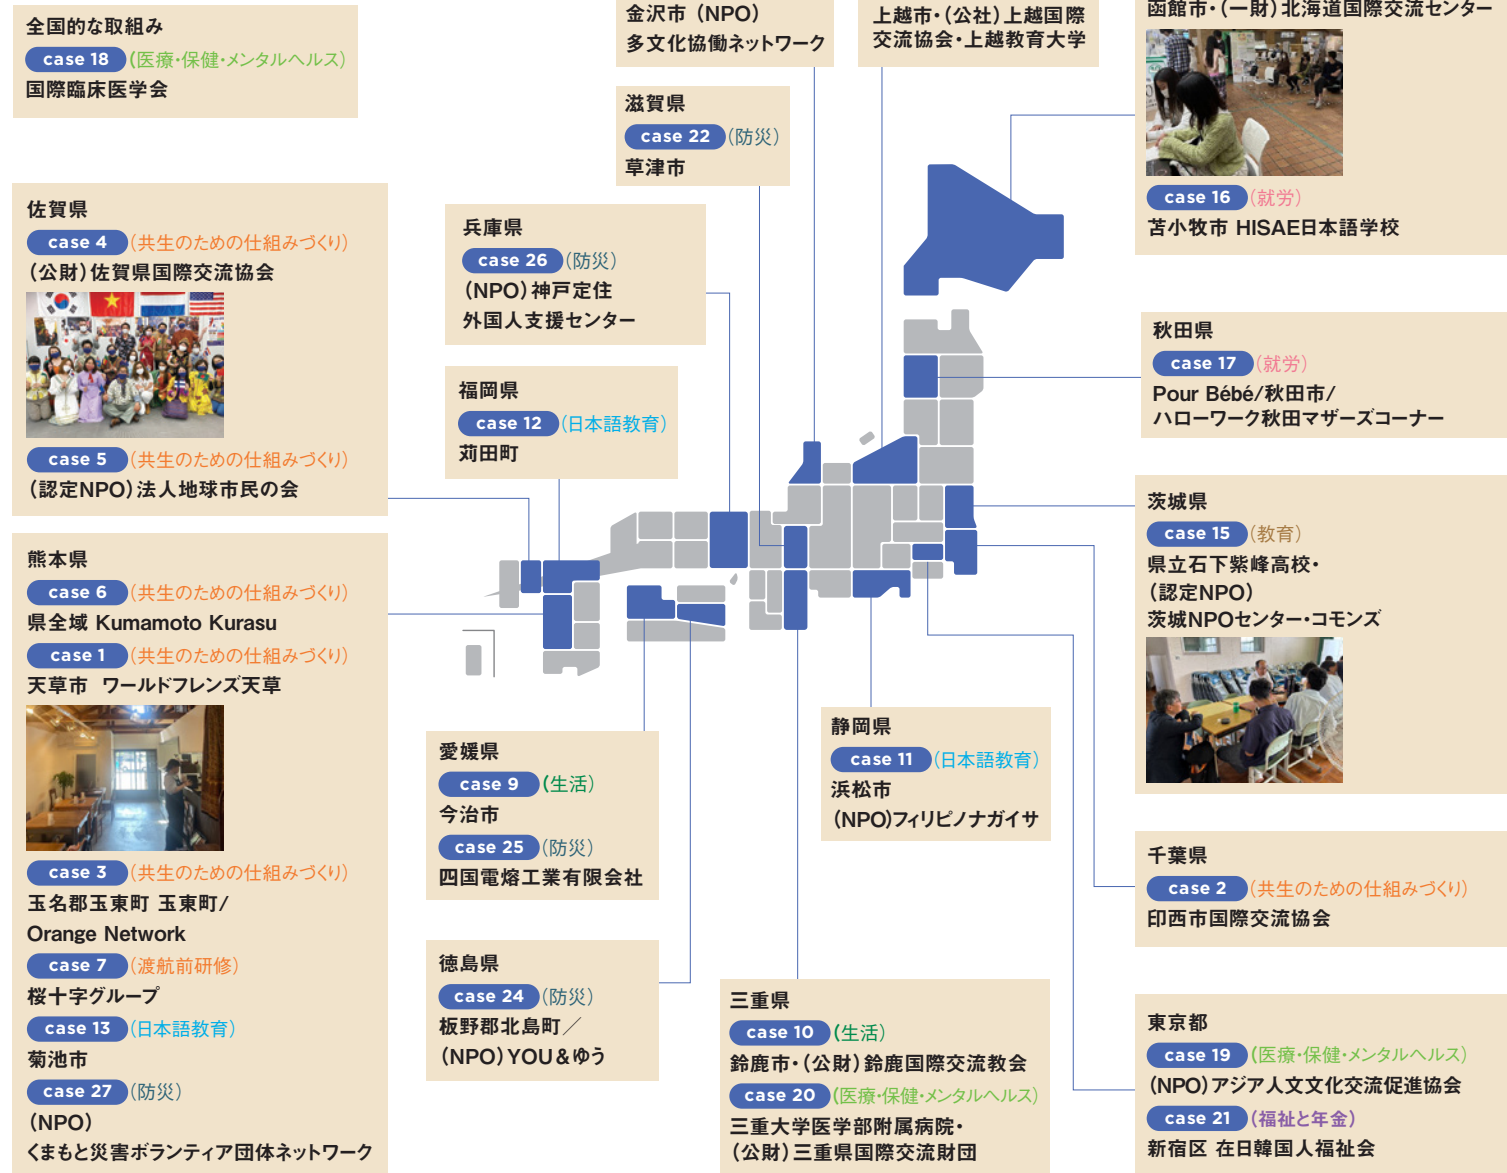 全国的な取組み
case 18 (医療・保健・メンタルヘルス)
国際臨床医学会
佐賀県
case 4 (共生のための仕組みづくり)
(公財)佐賀県国際交流協会
case 5 (共生のための仕組みづくり)
(認定NPO)法人地球市民の会
熊本県
case 6 (共生のための仕組みづくり)
県全域 Kumamoto Kurasu
case 1 (共生のための仕組みづくり)
天草市 ワールドフレンズ天草
case 3 (共生のための仕組みづくり)
玉名郡玉東町 玉東町/
Orange Network
case 7 (渡航前研修)
桜十字グループ
case 13 (日本語教育)
菊池市
case 27 (防災)
(NPO)
くまもと災害ボランティア団体ネットワーク
金沢市 (NPO)
多文化協働ネットワーク
滋賀県
case 22 (防災)
草津市
兵庫県
case 26 (防災)
(NPO)神戸定住
外国人支援センター
福岡県
case 12 (日本語教育)
苅田町
愛媛県
case 9 (生活)
今治市
case 25 (防災)
四国電熔工業有限会社
徳島県
case 24 (防災)
板野郡北島町／
(NPO)YOU&ゆう
上越市・(公社)上越国際
交流協会・上越教育大学
静岡県
case 11 (日本語教育)
浜松市
(NPO)フィリピノナガイサ
三重県
case 10 (生活)
鈴鹿市・(公財)鈴鹿国際交流教会
case 20 (医療・保健・メンタルヘルス)
三重大学医学部附属病院・
(公財)三重県国際交流財団
函館市・(一財)北海道国際交流センター
case 16 (就労)
苫小牧市 HISAE日本語学校
秋田県
case 17 (就労)
Pour Bébé/秋田市/
ハローワーク秋田マザーズコーナー
茨城県
case 15 (教育)
県立石下紫峰高校・
(認定NPO)
茨城NPOセンター・コモンズ
千葉県
case 2 (共生のための仕組みづくり)
印西市国際交流協会
東京都
case 19 (医療・保健・メンタルヘルス)
(NPO)アジア人文文化交流促進協会
case 21 (福祉と年金)
新宿区 在日韓国人福祉会